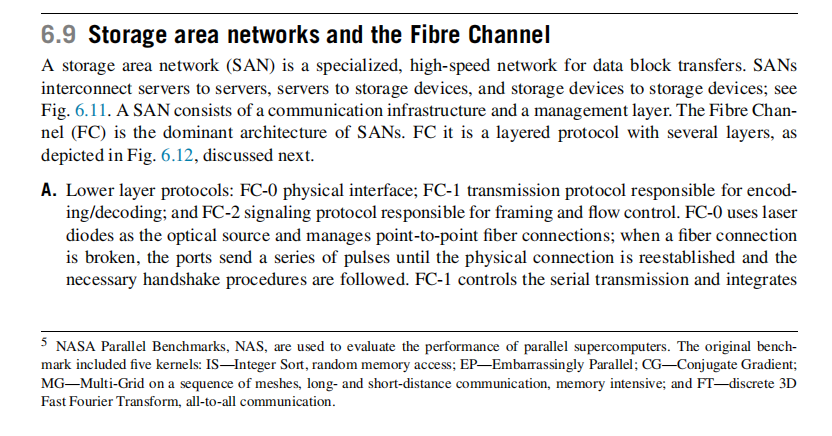 6.9 Storage area networks and the Fibre Channel
A storage area network (SAN) is a specialized, high-speed network for data block transfers. SANs
interconnect servers to servers, servers to storage devices, and storage devices to storage devices; see
Fig. 6.11. A SAN consists of a communication infrastructure and a management layer. The Fibre Chan-
nel (FC) is the dominant architecture of SANs. FC it is a layered protocol with several layers, as
depicted in Fig. 6.12, discussed next.
A. Lower layer protocols: FC-0 physical interface; FC-1 transmission protocol responsible for encod-
ing/decoding; and FC-2 signaling protocol responsible for framing and flow control. FC-0 uses laser
diodes as the optical source and manages point-to-point fiber connections; when a fiber connection
is broken, the ports send a series of pulses until the physical connection is reestablished and the
necessary handshake procedures are followed. FC-1 controls the serial transmission and integrates
5 NASA Parallel Benchmarks, NAS, are used to evaluate the performance of parallel supercomputers. The original bench-
mark included five kernels: IS—Integer Sort, random memory access; EP—Embarrassingly Parallel; CG—Conjugate Gradient;
MG—Multi-Grid on a sequence of meshes, long- and short-distance communication, memory intensive; and FT—discrete 3D
Fast Fourier Transform, all-to-all communication.